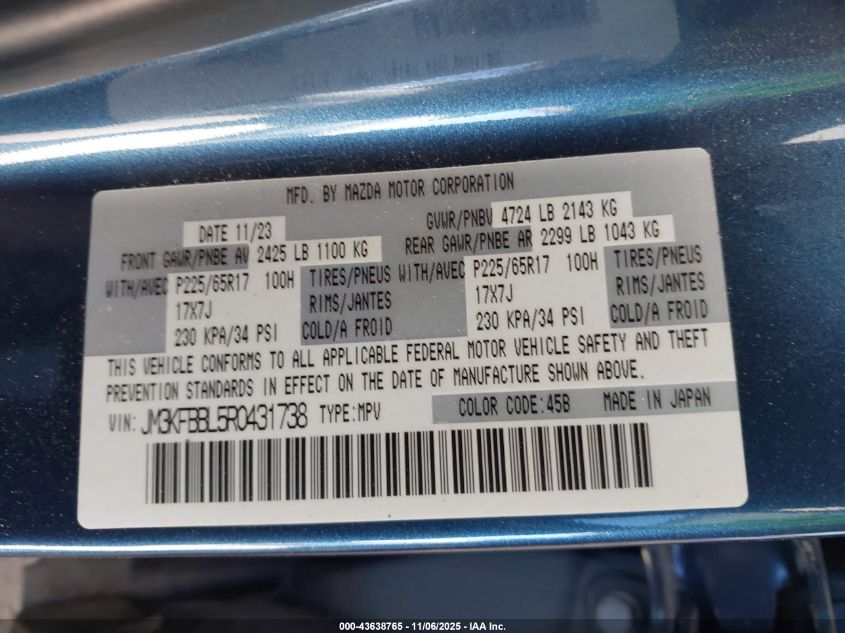 MFD. BY MAZDA MOTOR CORPORATION
DATE 11/23 GVWR/PNBV 4724 LB 2143 KG
FRONT GAWR/PNBE AV 2425 LB 1100 KG REAR GAWR/PNBE AR 2299 LB 1043 KG
WITH/AVEC P225/65R17 100H TIRES/PNEUS WITH/AVEC P225/65R17 100H TIRES/PNEUS
17X7J RIMS/JANTES 17X7J RIMS/JANTES
230 KPA/34 PSI COLD/A FROID 230 KPA/34 PSI COLD/A FROID
THIS VEHICLE CONFORMS TO ALL APPLICABLE FEDERAL MOTOR VEHICLE SAFETY AND THEFT
PREVENTION STANDARDS IN EFFECT ON THE DATE OF MANUFACTURE SHOWN ABOVE.
VIN: JM3KFBBL5R0431738 TYPE:MPV COLOR CODE:45B MADE IN JAPAN
000-43638765 - 11/06/2025 - IAA Inc.